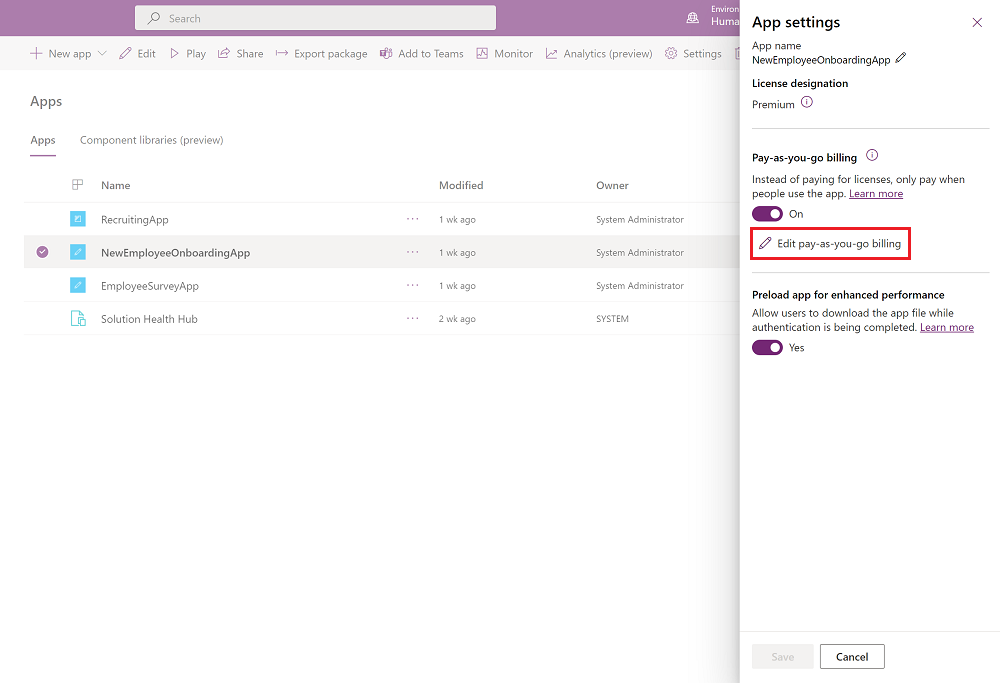 Search
Environ
Huma
New app
Edit
Play
Share
Export package
Add to Teams
Monitor
Analytics (preview)
Settings
Apps
Apps
Component libraries (preview)
Name
Modified
Owner
RecruitingApp
1 wk ago
System Administrator
NewEmployeeOnboardingApp
1 wk ago
System Administrator
EmployeeSurveyApp
1 wk ago
System Administrator
Solution Health Hub
2 wk ago
SYSTEM
App settings
App name
NewEmployeeOnboardingApp
License designation
Premium
Pay-as-you-go billing
Instead of paying for licenses, only pay when
people use the app. Learn more
On
Edit pay-as-you-go billing
Preload app for enhanced performance
Allow users to download the app file while
authentication is being completed. Learn more
Yes
Save
Cancel